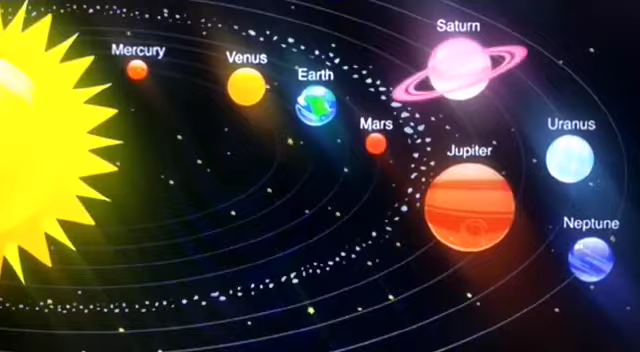 Mercury
Venus
Earth
Mars
Saturn
Jupiter
Uranus
Neptune